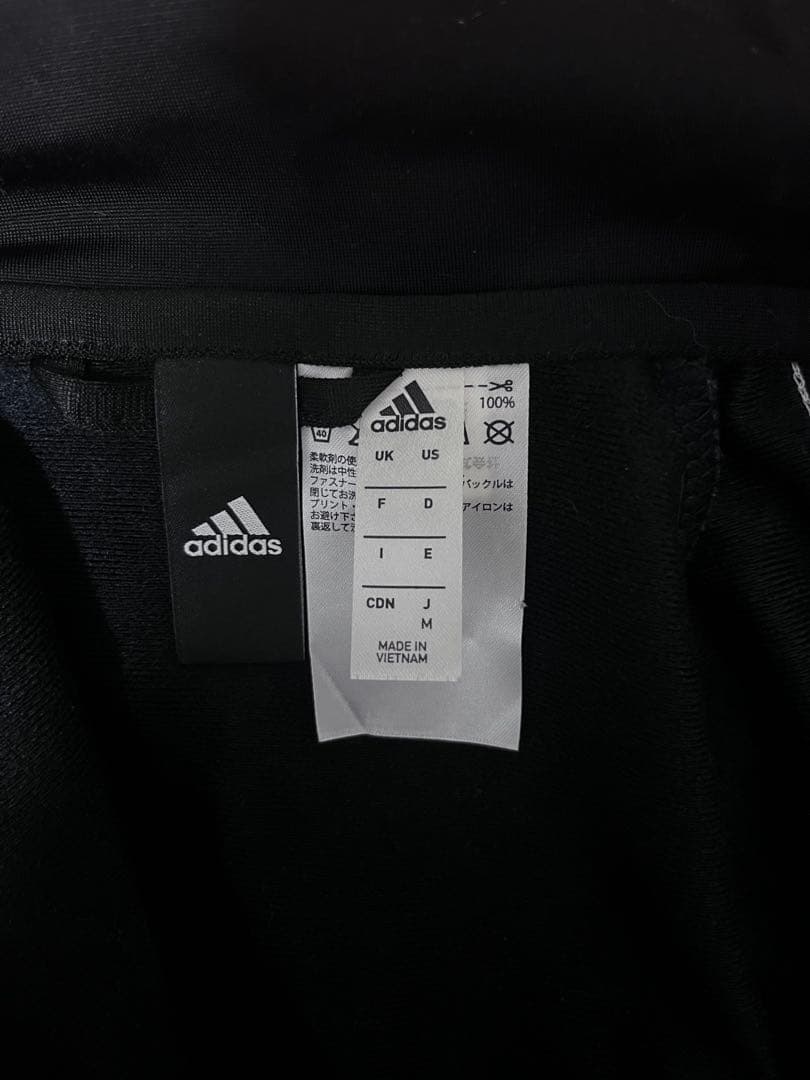 adidas
adidas
UK US
F D
I E
CDN J
M
MADE IN
VIETNAM
100%
40
柔軟剤の使
洗剤は中性
ファスナー
バックルは
閉じてお洗
プリント・
アイロンは
お避け下さ
裏返して